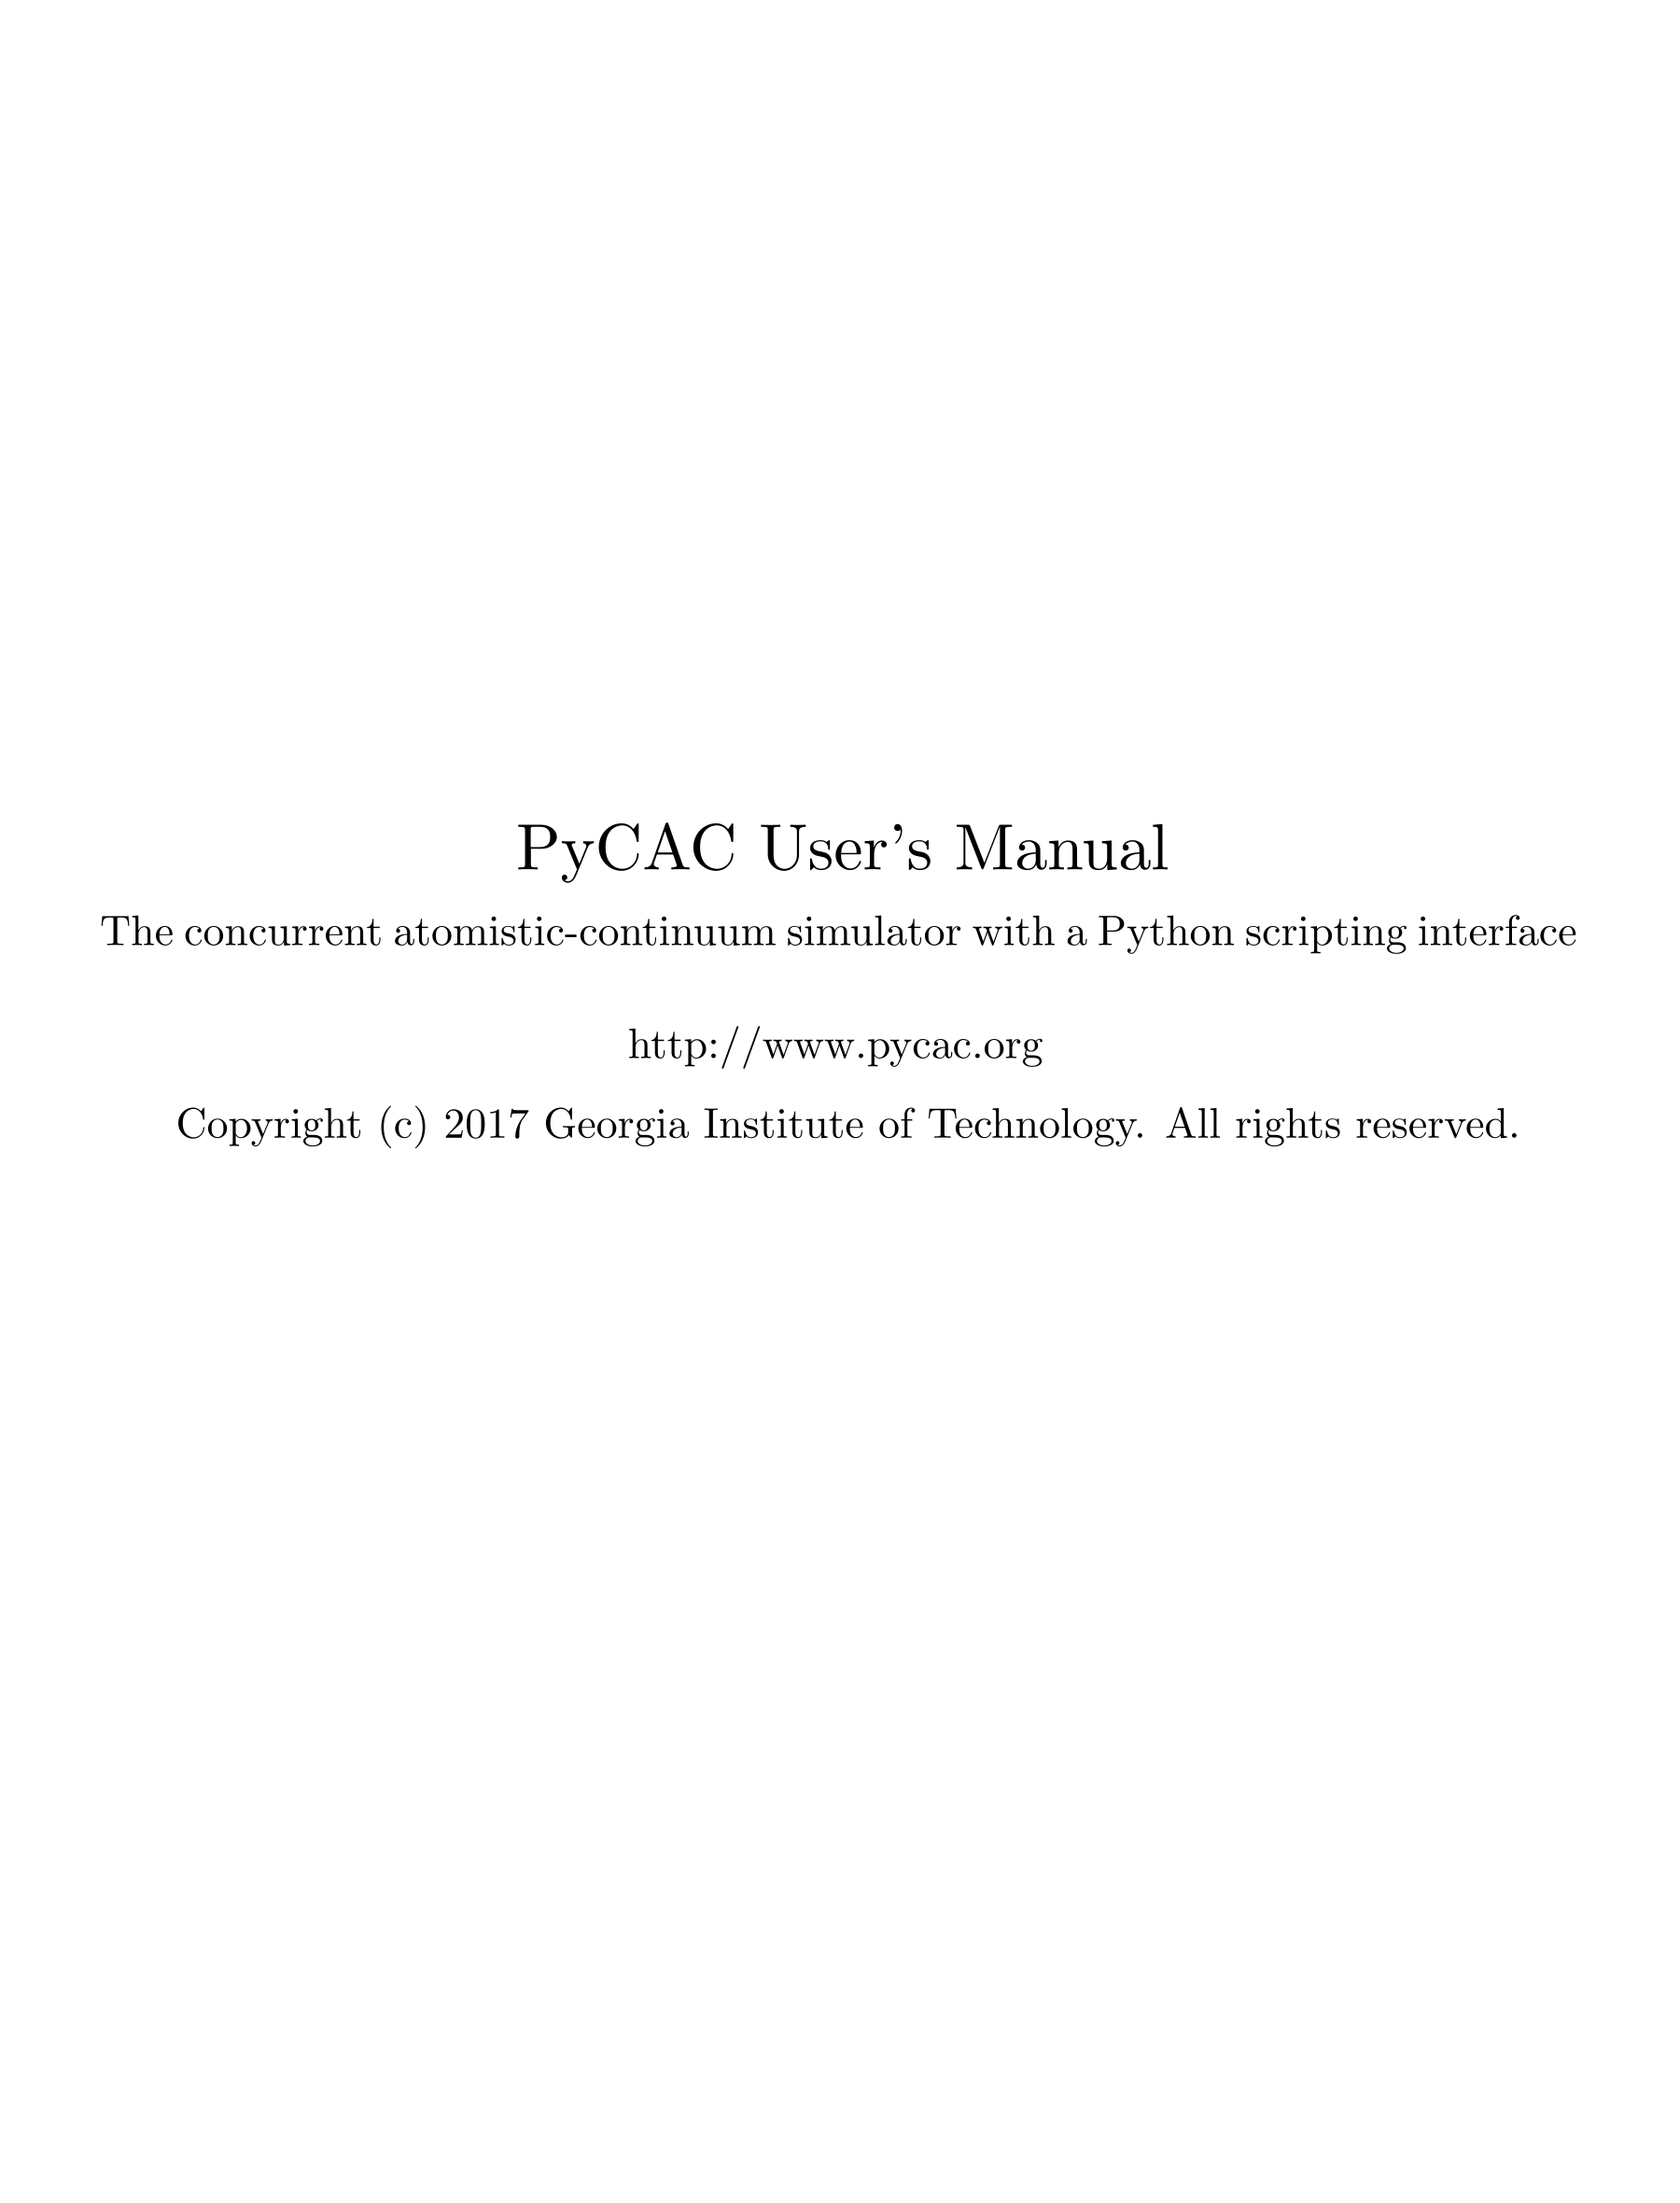 PyCAC User's Manual
The concurrent atomistic-continuum simulator with a Python scripting interface
http://www.pycac.org
Copyright (c) 2017 Georgia Institute of Technology. All rights reserved.